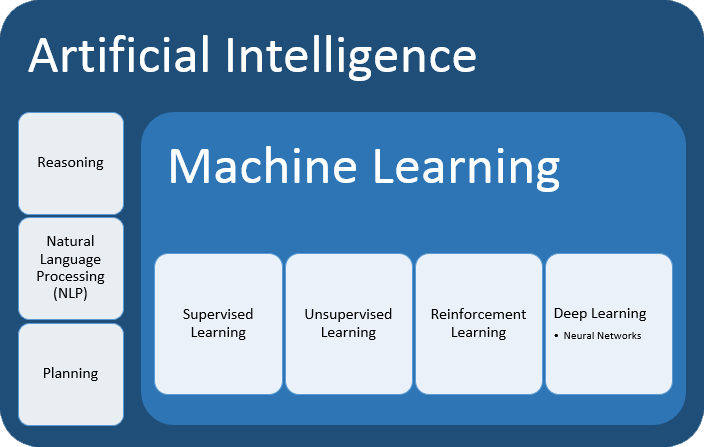 Artificial Intelligence
Reasoning
Natural
Language
Processing
(NLP)
Planning
Machine Learning
Supervised
Learning
Unsupervised
Learning
Reinforcement
Learning
Deep Learning
• Neural Networks